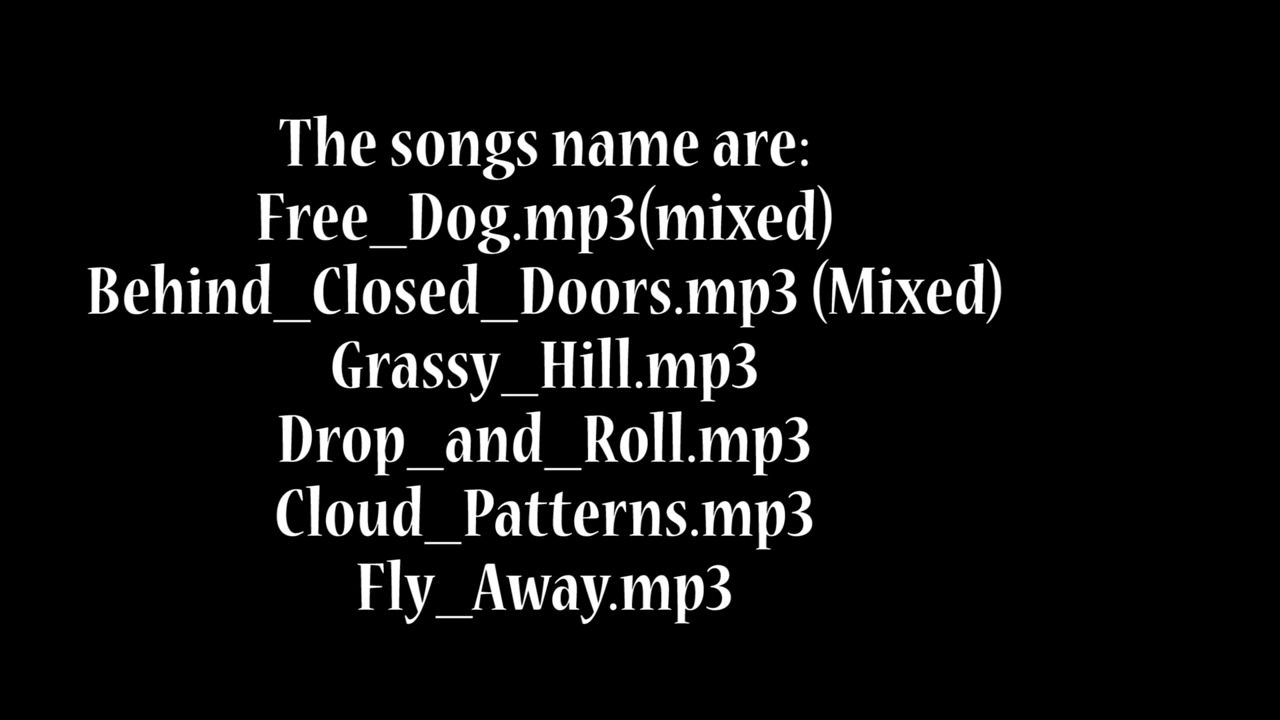 The songs name are:
Free_Dog.mp3(mixed)
Behind_Closed_Doors.mp3 (Mixed)
Grassy_Hill.mp3
Drop_and_Roll.mp3
Cloud_Patterns.mp3
Fly_Away.mp3